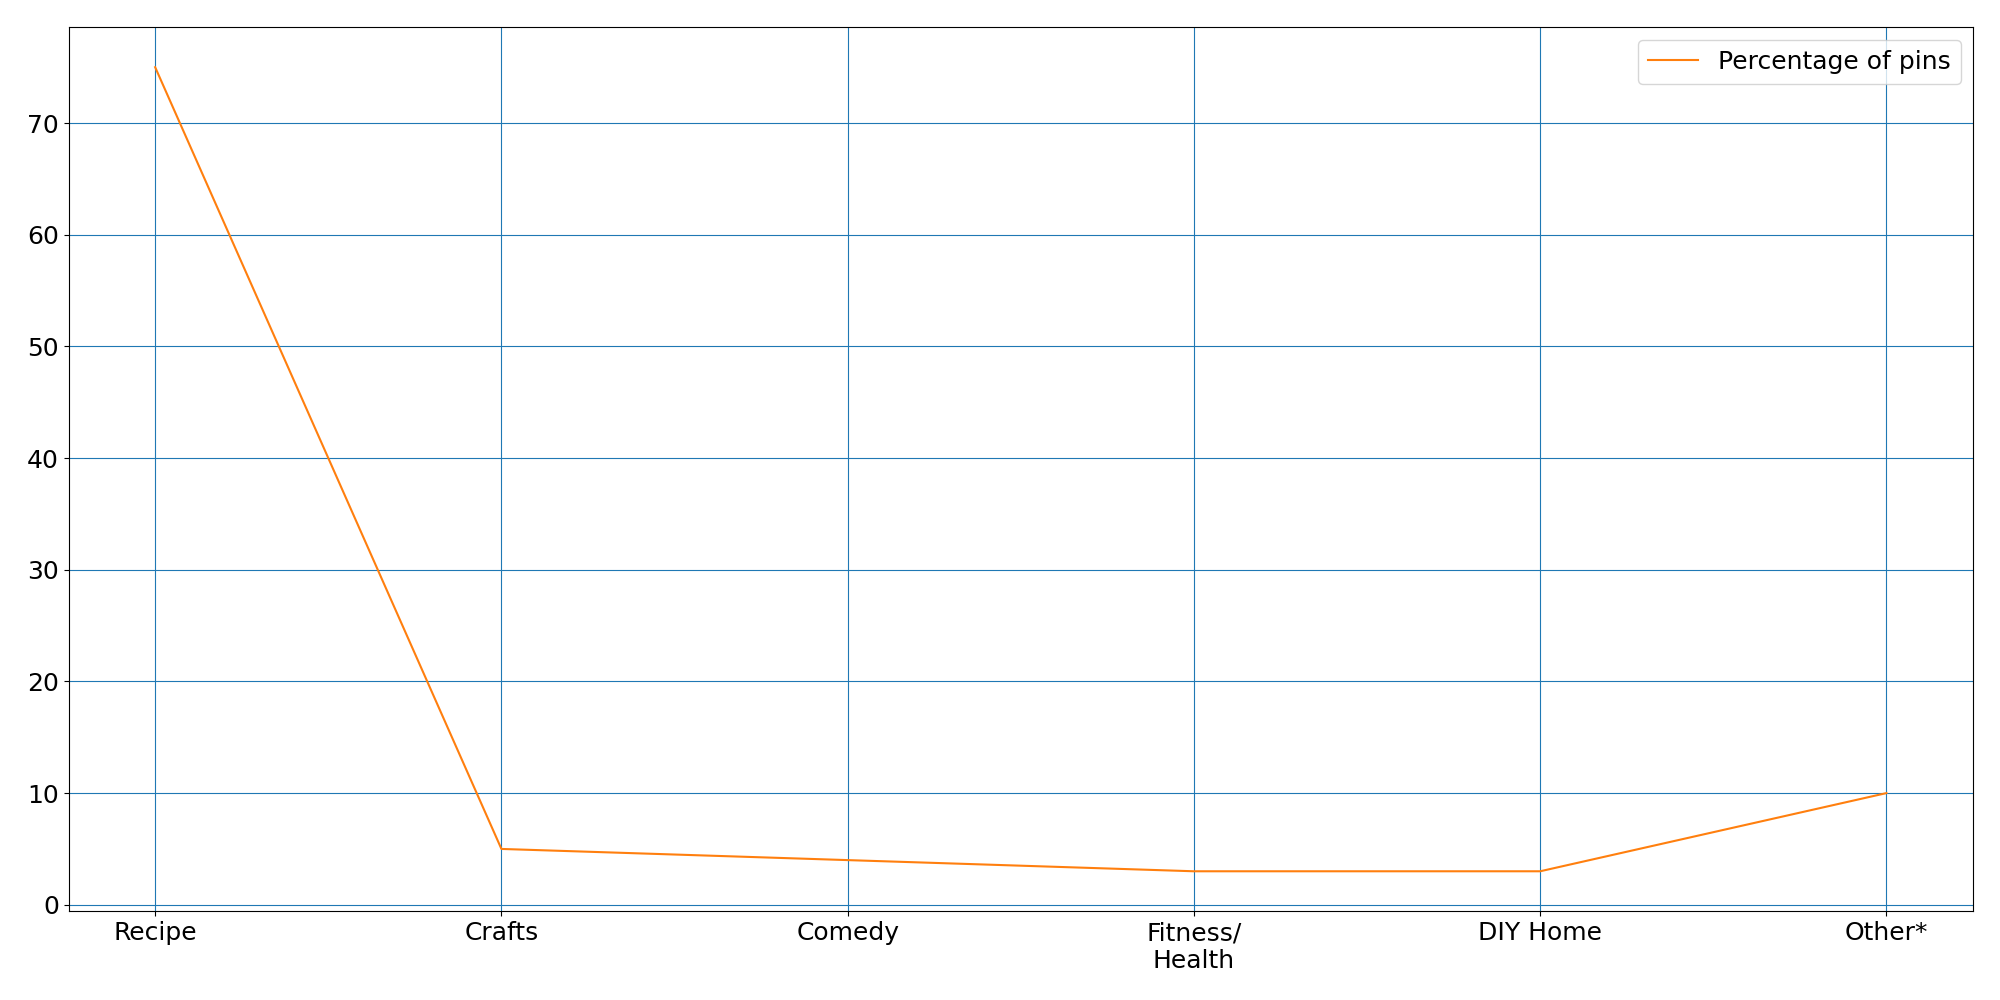 Percentage of pins
70
60
50
40
30
20
10
0
Recipe
Crafts
Comedy
Fitness/
Health
DIY Home
Other*